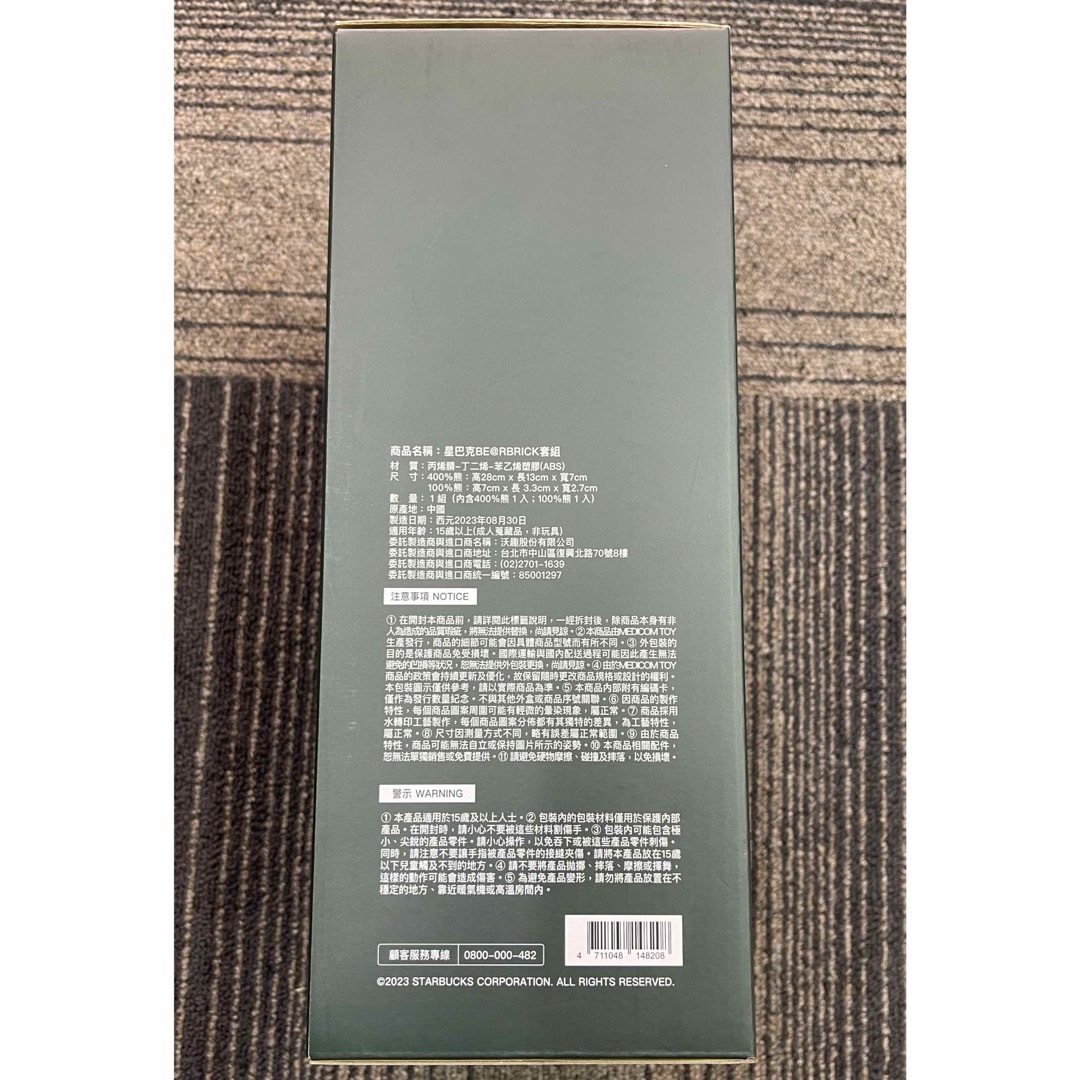 商品名稱：星巴克BE@RBRICK套組
材　質：丙烯腈-丁二烯-苯乙烯塑膠(ABS)
尺　寸：400%熊：高28cm x 長13cm x 寬7cm
100%熊：高7cm x 長 3.3cm x 寬2.7cm
數　量：1 組 (內含400%熊 1 入；100%熊 1 入)
原產地：中國
製造日期：西元2023年08月30日
適用年齡：15歲以上(成人蒐藏品，非玩具)
委託製造商與進口商名稱：沃趣股份有限公司
委託製造商與進口商地址：台北市中山區復興北路70號8樓
委託製造商與進口商電話：(02)2701-1639
委託製造商與進口商統一編號：85001297
注意事項 NOTICE
① 在開封本商品前，請詳閱此標籤說明，一經拆封後，除商品本身有非
人為造成的品質瑕疵，將無法提供替換，尚請見諒。② 本商品由MEDICOM TOY
生產發行，商品的細節可能會因具體商品型號而有所不同。③ 外包裝的
目的是保護商品免受損壞。國際運輸與國內配送過程可能因此產生無法
避免的凹損等狀況，恕無法提供外包裝更換，尚請見諒。④ 由於MEDICOM TOY
商品的政策會持續更新及優化，故保留隨時更改商品規格或設計的權利。
本包裝圖示僅供參考，請以實際商品為準。⑤ 本商品內部附有編碼卡，
僅作為發行數量紀念。不與其他外盒或商品序號關聯。⑥ 因商品的製作
特性，每個商品圖案周圍可能有輕微的暈染現象，屬正常。⑦ 商品採用
水轉印工藝製作，每個商品圖案分佈都有其獨特的差異，為工藝特性，
屬正常。⑧ 尺寸因測量方式不同，略有誤差屬正常範圍。⑨ 由於商品
特性，商品可能無法自立或保持圖片所示的姿勢。⑩ 本商品相關配件，
恕無法單獨銷售或免費提供。⑪ 請避免硬物摩擦、碰撞及摔落，以免損壞。
警示 WARNING
① 本產品適用於15歲及以上人士。② 包裝內的包裝材料僅用於保護內部
產品。在開封時，請小心不要被這些材料割傷手。③ 包裝內可能包含極
小、尖銳的產品零件。請小心操作，以免吞下或被這些產品零件刺傷。
同時，請注意不要讓手指被產品零件的接縫夾傷。請將本產品放在15歲
以下兒童觸及不到的地方。④ 請不要將產品拋擲、摔落、摩擦或揮舞，
這樣的動作可能會造成傷害。⑤ 為避免產品變形，請勿將產品放置在不
穩定的地方、靠近暖氣機或高溫房間內。
顧客服務專線 0800-000-482
4 711048 148208
©2023 STARBUCKS CORPORATION. ALL RIGHTS RESERVED.